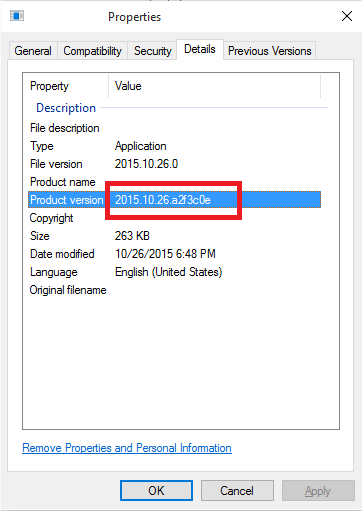 Properties
General Compatibility Security Details Previous Versions
Property Value
Description
File description
Type Application
File version 2015.10.26.0
Product name
Product version 2015.10.26.a2f3c0e
Copyright
Size 263 KB
Date modified 10/26/2015 6:48 PM
Language English (United States)
Original filename
Remove Properties and Personal Information
OK Cancel Apply